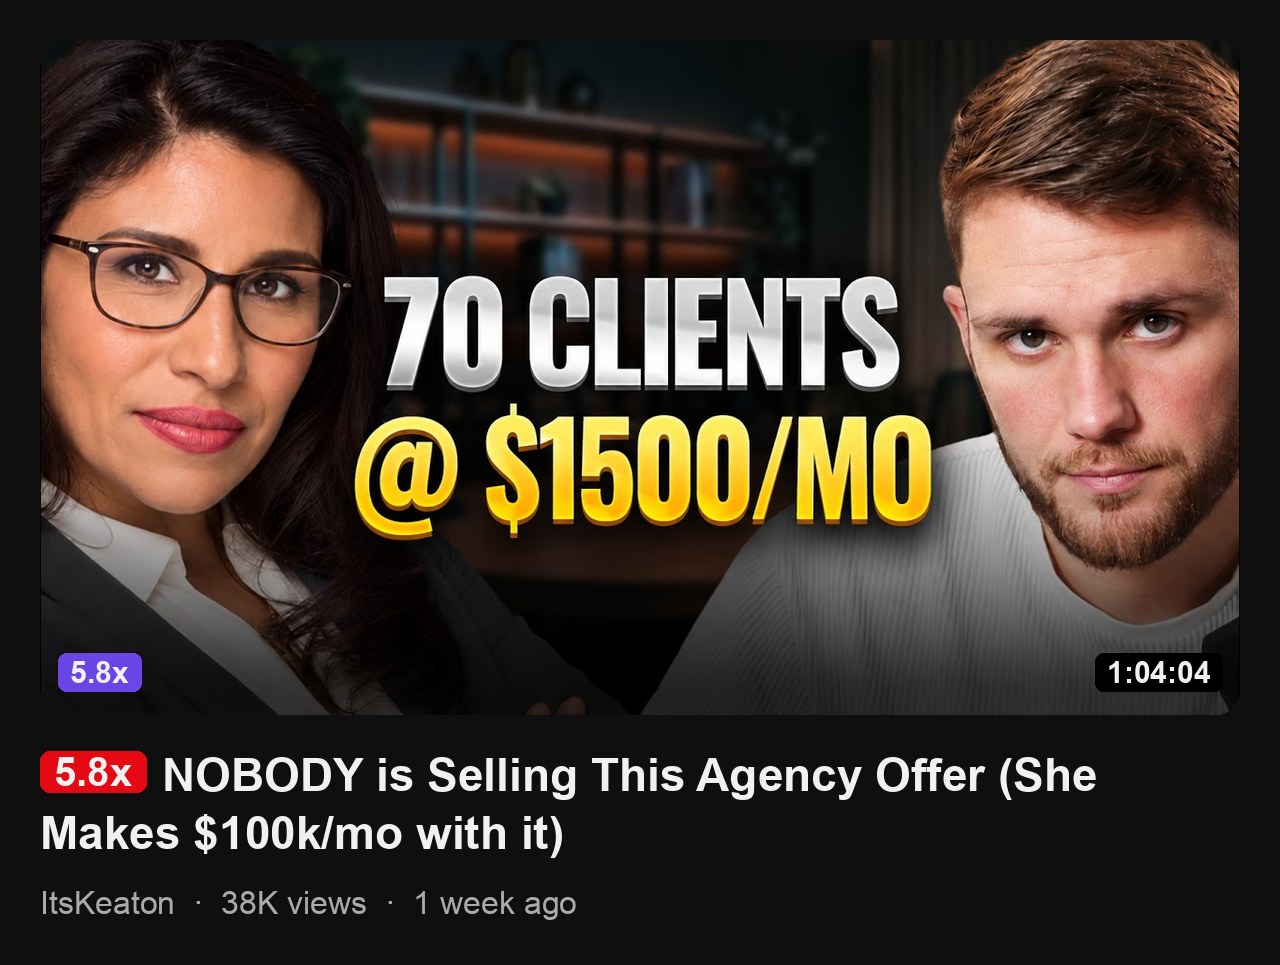 70 CLIENTS
@ $1500/MO
5.8x
1:04:04
5.8x NOBODY is Selling This Agency Offer (She
Makes $100k/mo with it)
ItsKeaton · 38K views · 1 week ago